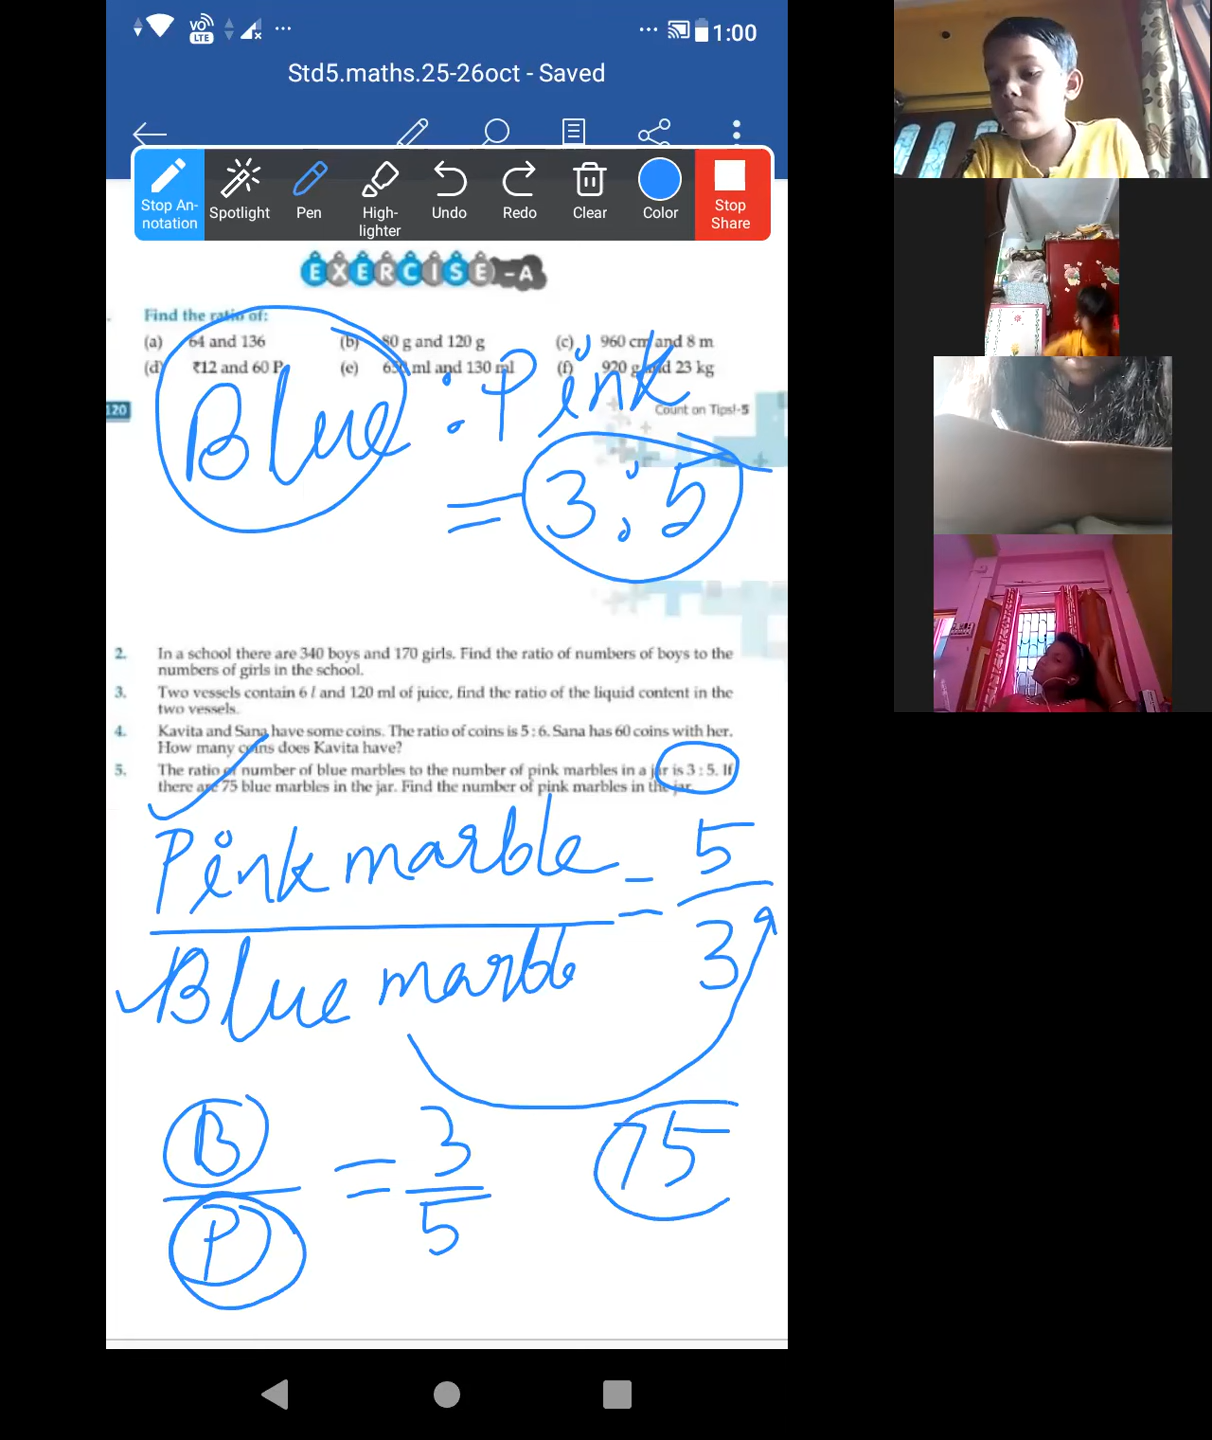 VO
LTE
1:00
Std5.maths.25-26oct - Saved
Stop An-
notation
Spotlight
Pen
High-
lighter
Undo
Redo
Clear
Color
Stop
Share
EXERCISE-A
Find the ratio of:
(a) 64 and 136 (b) 80 g and 120 g (c) 960 cm and 8 m
(d) ₹12 and 60 P (e) ml and 130 ml (f) 920 g and 23 kg
120
Count on Tips!-5
Blue : Pink
= 3 : 5
2. In a school there are 340 boys and 170 girls. Find the ratio of numbers of boys to the
numbers of girls in the school.
3. Two vessels contain 6 l and 120 ml of juice, find the ratio of the liquid content in the
two vessels.
4. Kavita and Sana have some coins. The ratio of coins is 5 : 6. Sana has 60 coins with her.
How many coins does Kavita have?
5. The ratio of number of blue marbles to the number of pink marbles in a jar is 3 : 5. If
there are 75 blue marbles in the jar. Find the number of pink marbles in the jar.
Pink marble = 5
Blue marble 3
B = 3
P 5
75